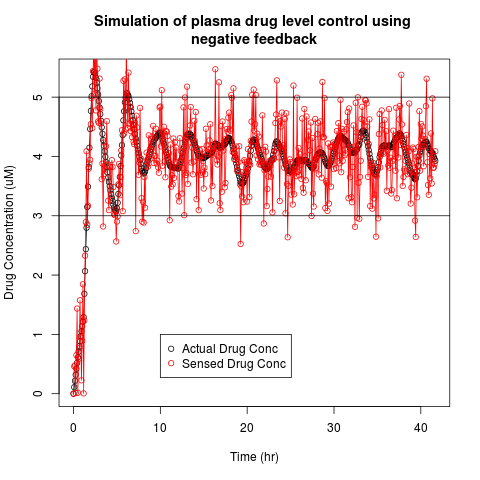 Simulation of plasma drug level control using
negative feedback
Drug Concentration (uM)
5
4
3
2
1
0
Actual Drug Conc
Sensed Drug Conc
0 10 20 30 40
Time (hr)